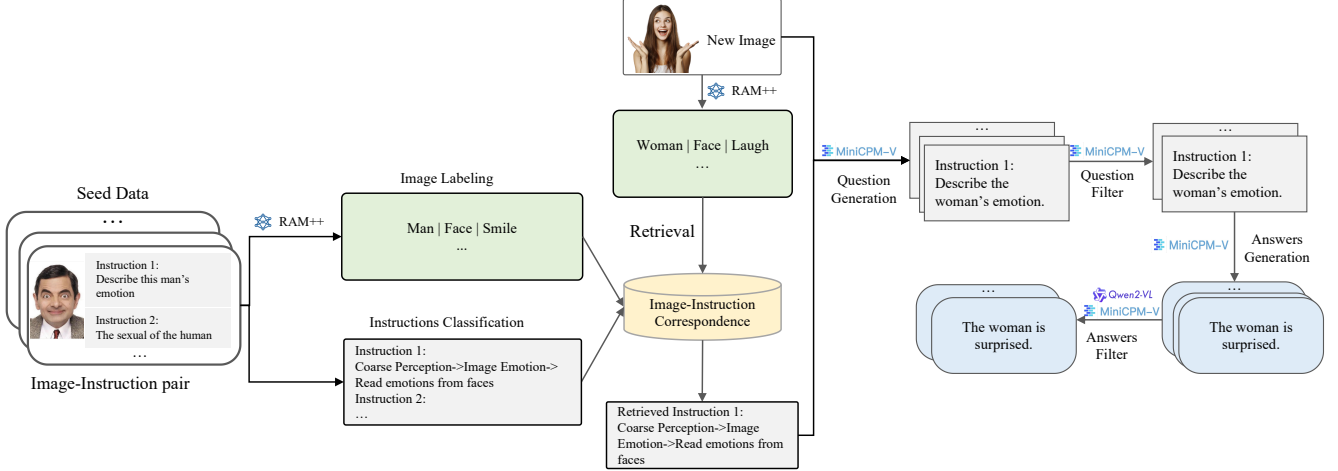 Seed Data
...
Instruction 1:
Describe this man's
emotion
Instruction 2:
The sexual of the human
...
Image-Instruction pair
RAM++
Image Labeling
Man | Face | Smile
...
Instructions Classification
Instruction 1:
Coarse Perception->Image Emotion->
Read emotions from faces
Instruction 2:
...
New Image
RAM++
Woman | Face | Laugh
...
Retrieval
Image-Instruction
Correspondence
Retrieved Instruction 1:
Coarse Perception->Image
Emotion->Read emotions from
faces
MiniCPM-V
Question
Generation
...
Instruction 1:
Describe the
woman's emotion.
MiniCPM-V
Question
Filter
...
Instruction 1:
Describe the
woman's emotion.
MiniCPM-V
Answers
Generation
...
The woman is
surprised.
Qwen2-VL
MiniCPM-V
Answers
Filter
...
The woman is
surprised.